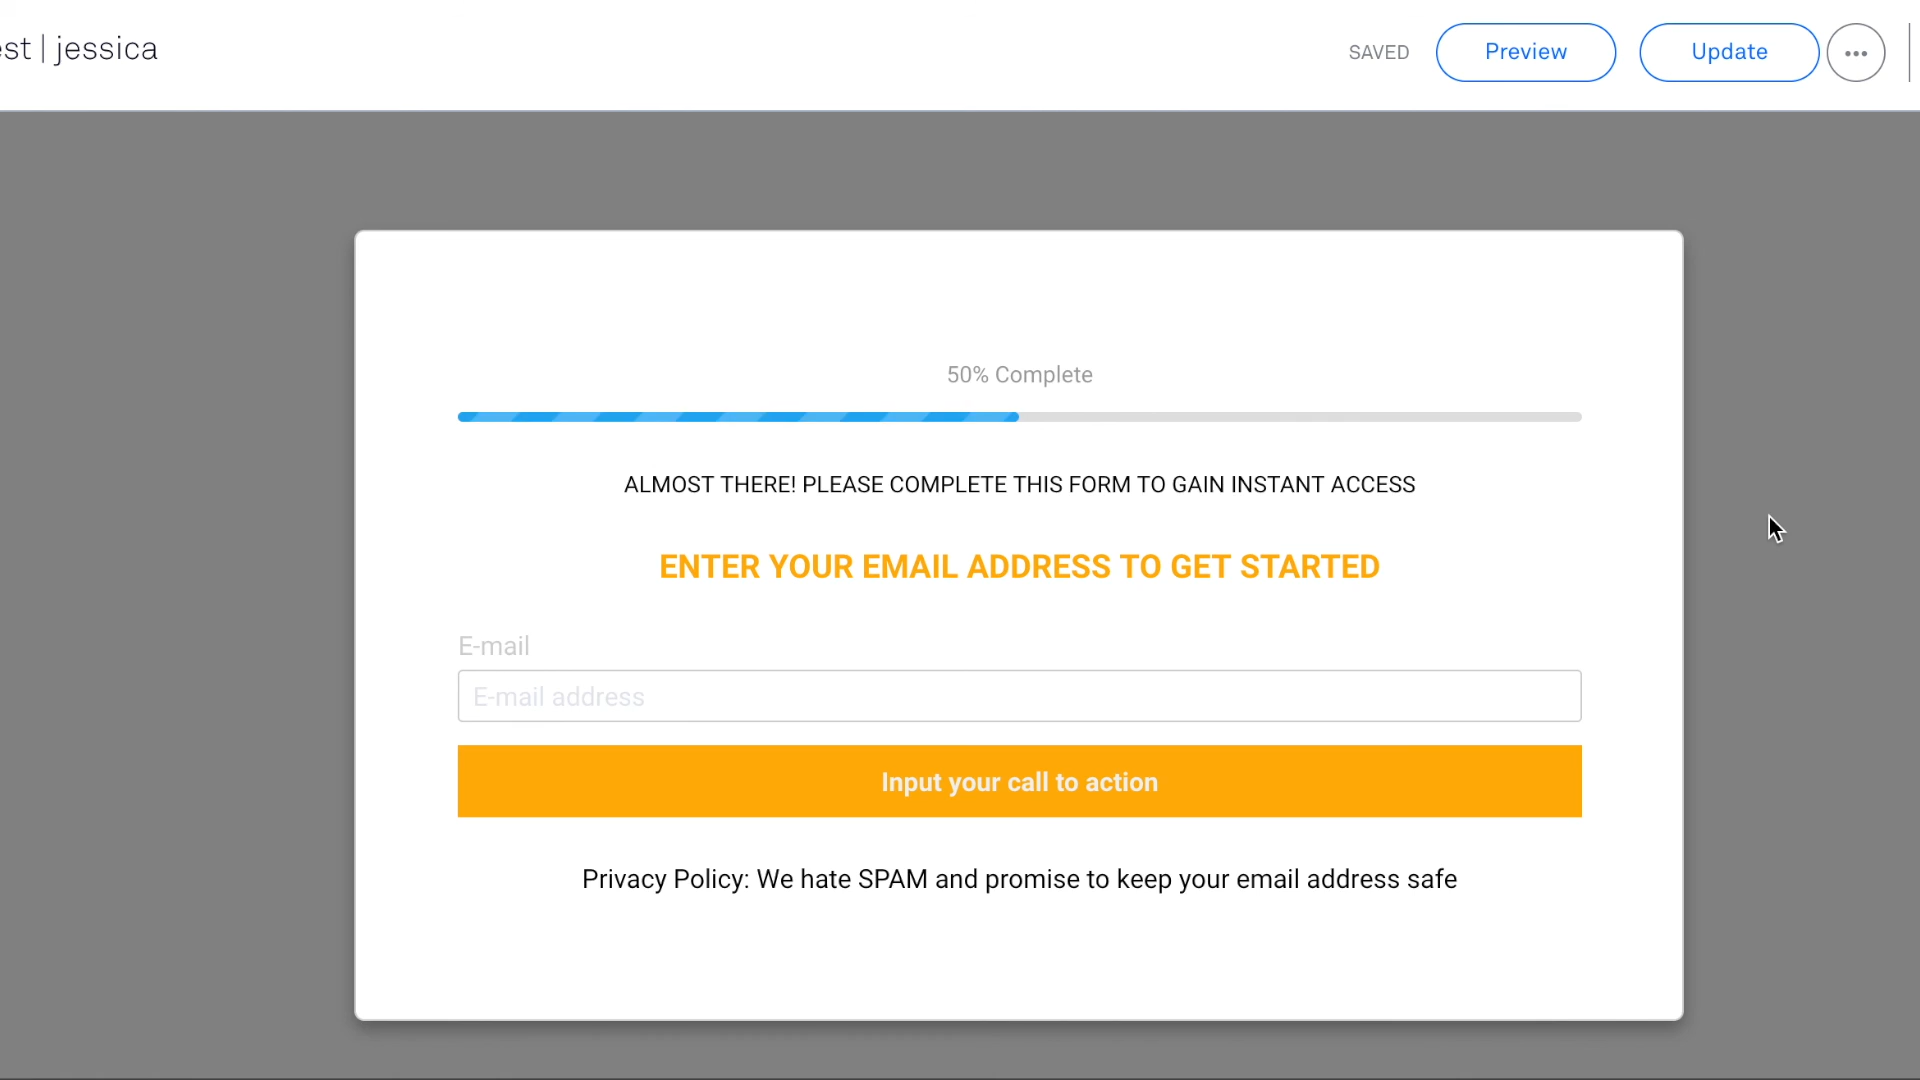 est | jessica
SAVED
Preview
Update
50% Complete
ALMOST THERE! PLEASE COMPLETE THIS FORM TO GAIN INSTANT ACCESS
ENTER YOUR EMAIL ADDRESS TO GET STARTED
E-mail
E-mail address
Input your call to action
Privacy Policy: We hate SPAM and promise to keep your email address safe